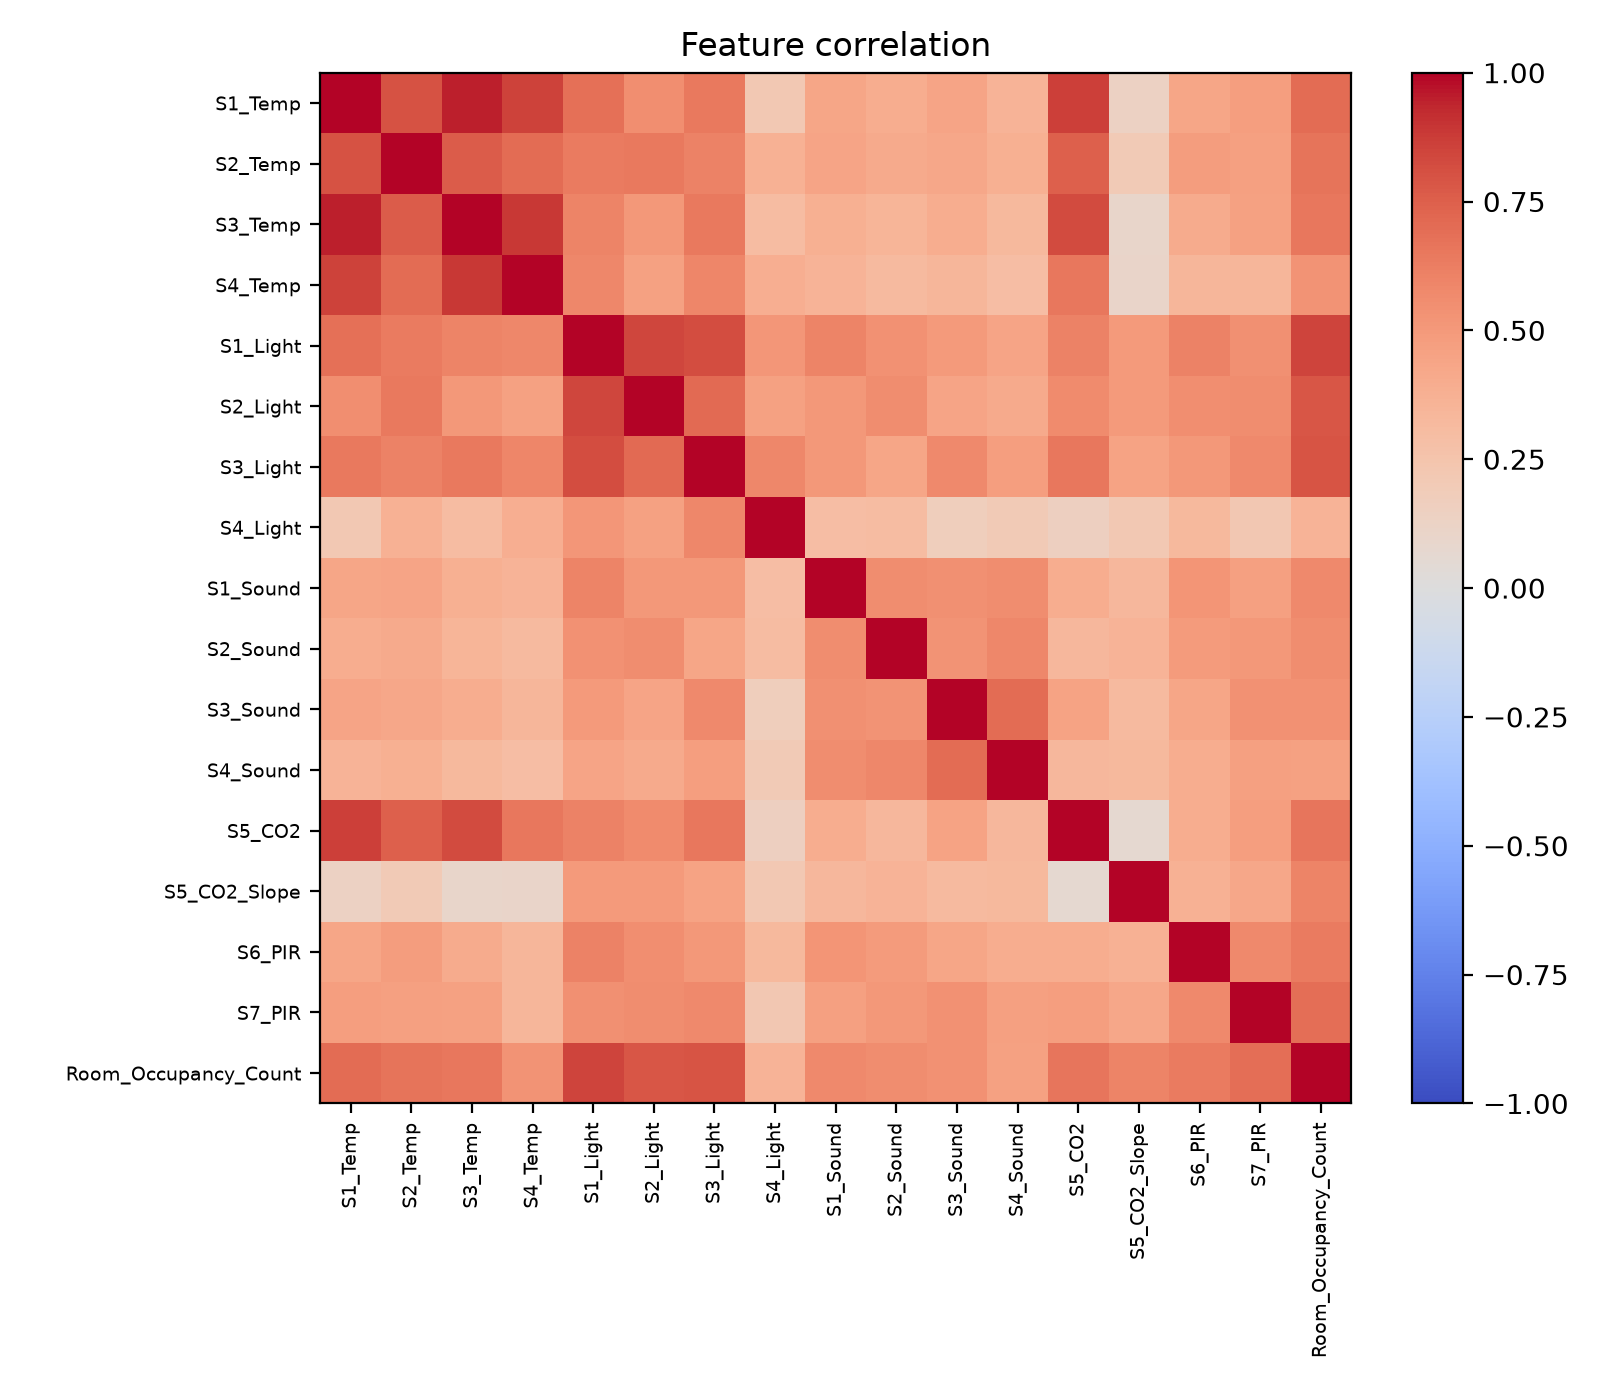 Feature correlation
S1_Temp
S2_Temp
S3_Temp
S4_Temp
S1_Light
S2_Light
S3_Light
S4_Light
S1_Sound
S2_Sound
S3_Sound
S4_Sound
S5_CO2
S5_CO2_Slope
S6_PIR
S7_PIR
Room_Occupancy_Count
S1_Temp
S2_Temp
S3_Temp
S4_Temp
S1_Light
S2_Light
S3_Light
S4_Light
S1_Sound
S2_Sound
S3_Sound
S4_Sound
S5_CO2
S5_CO2_Slope
S6_PIR
S7_PIR
Room_Occupancy_Count
1.00
0.75
0.50
0.25
0.00
−0.25
−0.50
−0.75
−1.00